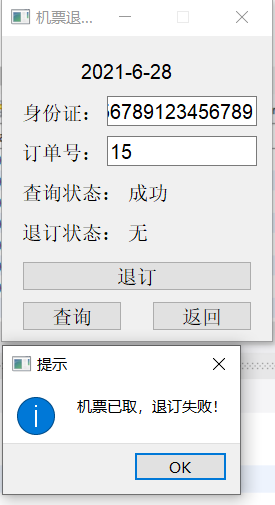 机票退...
2021-6-28
身份证： 66789123456789
订单号： 15
查询状态： 成功
退订状态： 无
退订
查询 返回
提示
机票已取，退订失败！
OK